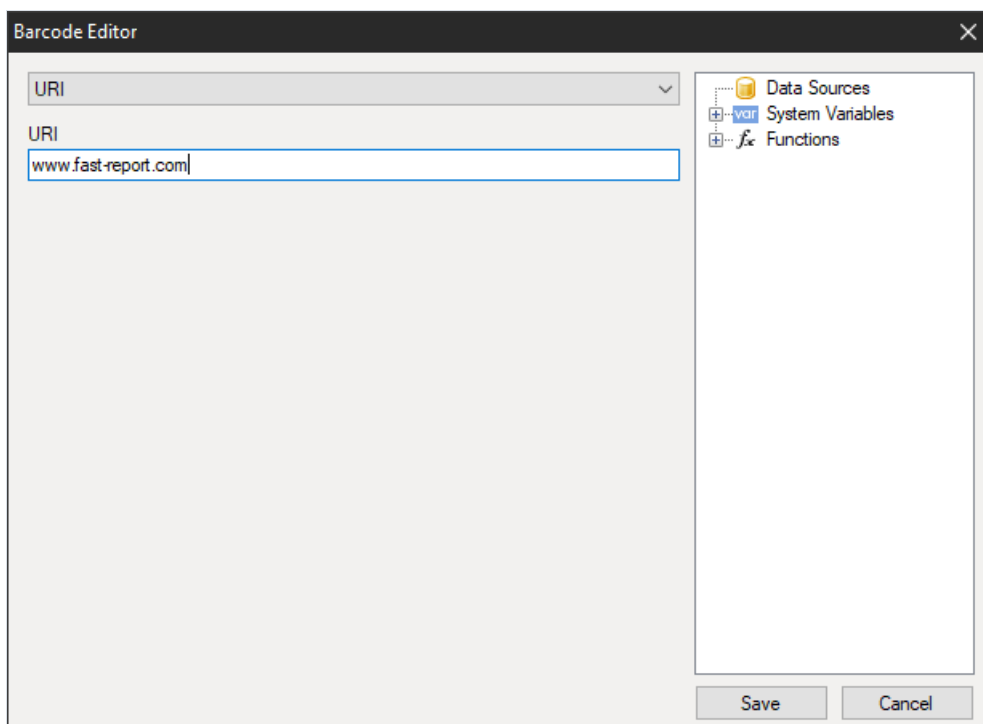 Barcode Editor
URI
URI
www.fast-report.com
Data Sources
var System Variables
fx Functions
Save
Cancel